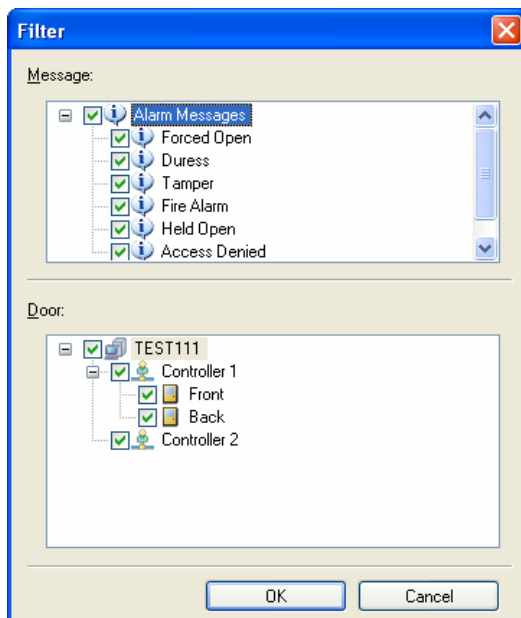 Filter
Message:
Alarm Messages
Forced Open
Duress
Tamper
Fire Alarm
Held Open
Access Denied
Door:
TEST111
Controller 1
Front
Back
Controller 2
OK
Cancel